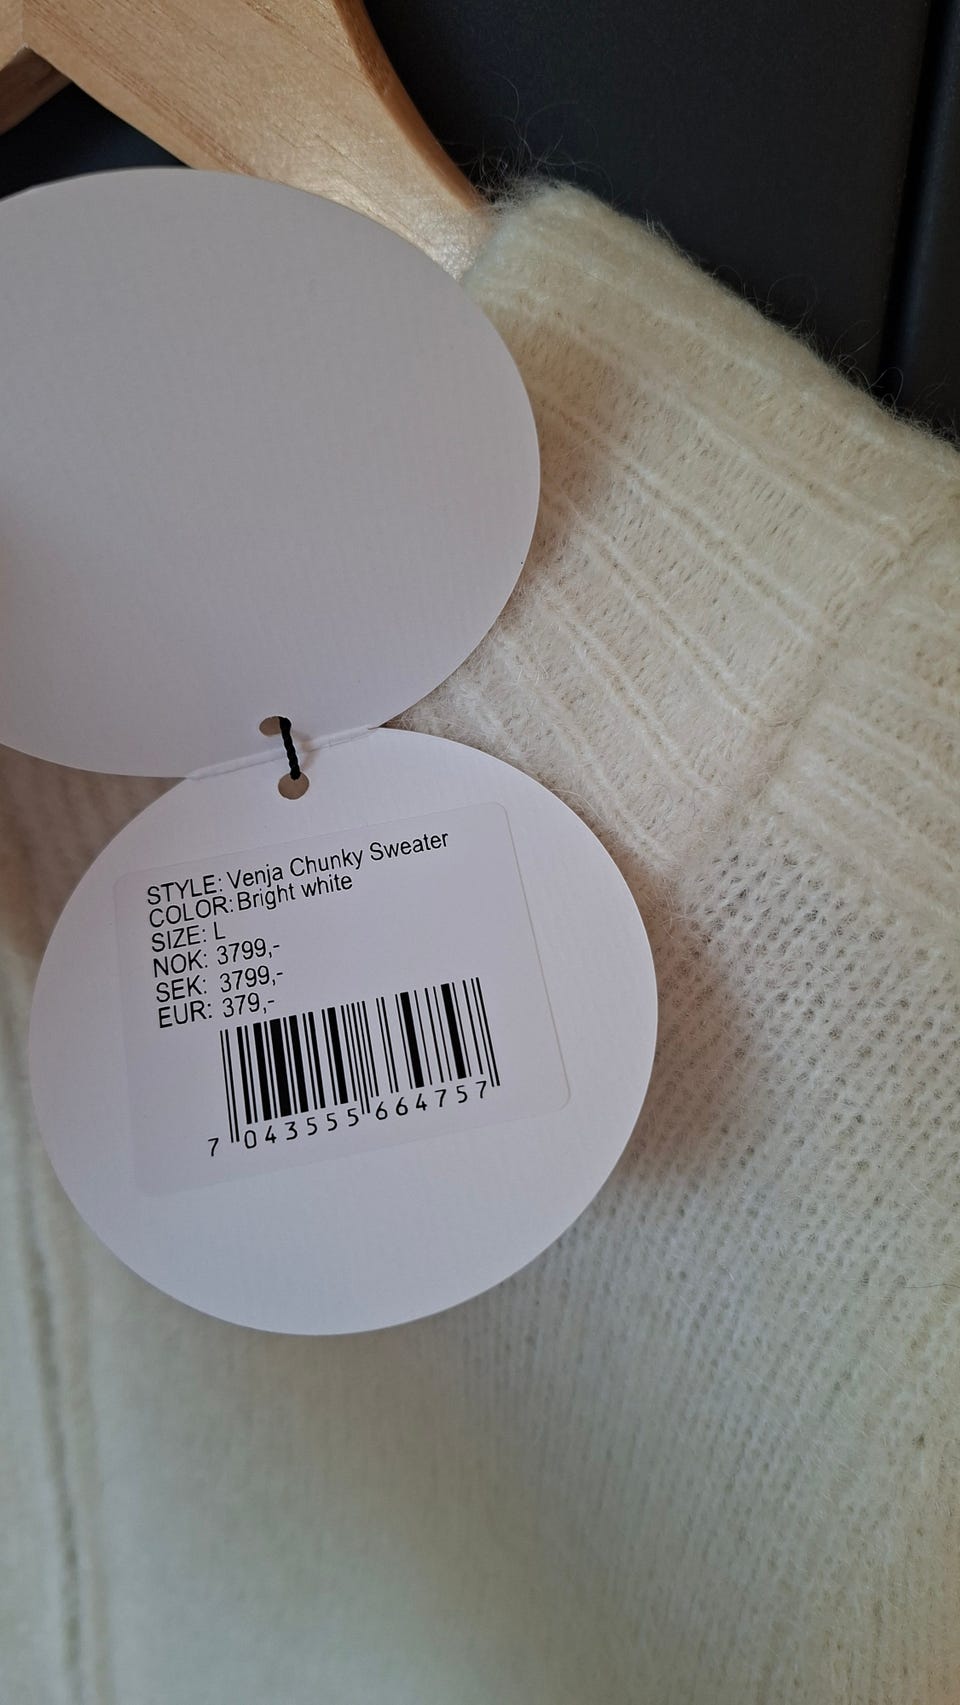 STYLE: Venja Chunky Sweater
COLOR: Bright white
SIZE: L
NOK: 3799,-
SEK: 3799,-
EUR: 379,-
7 043555 664757